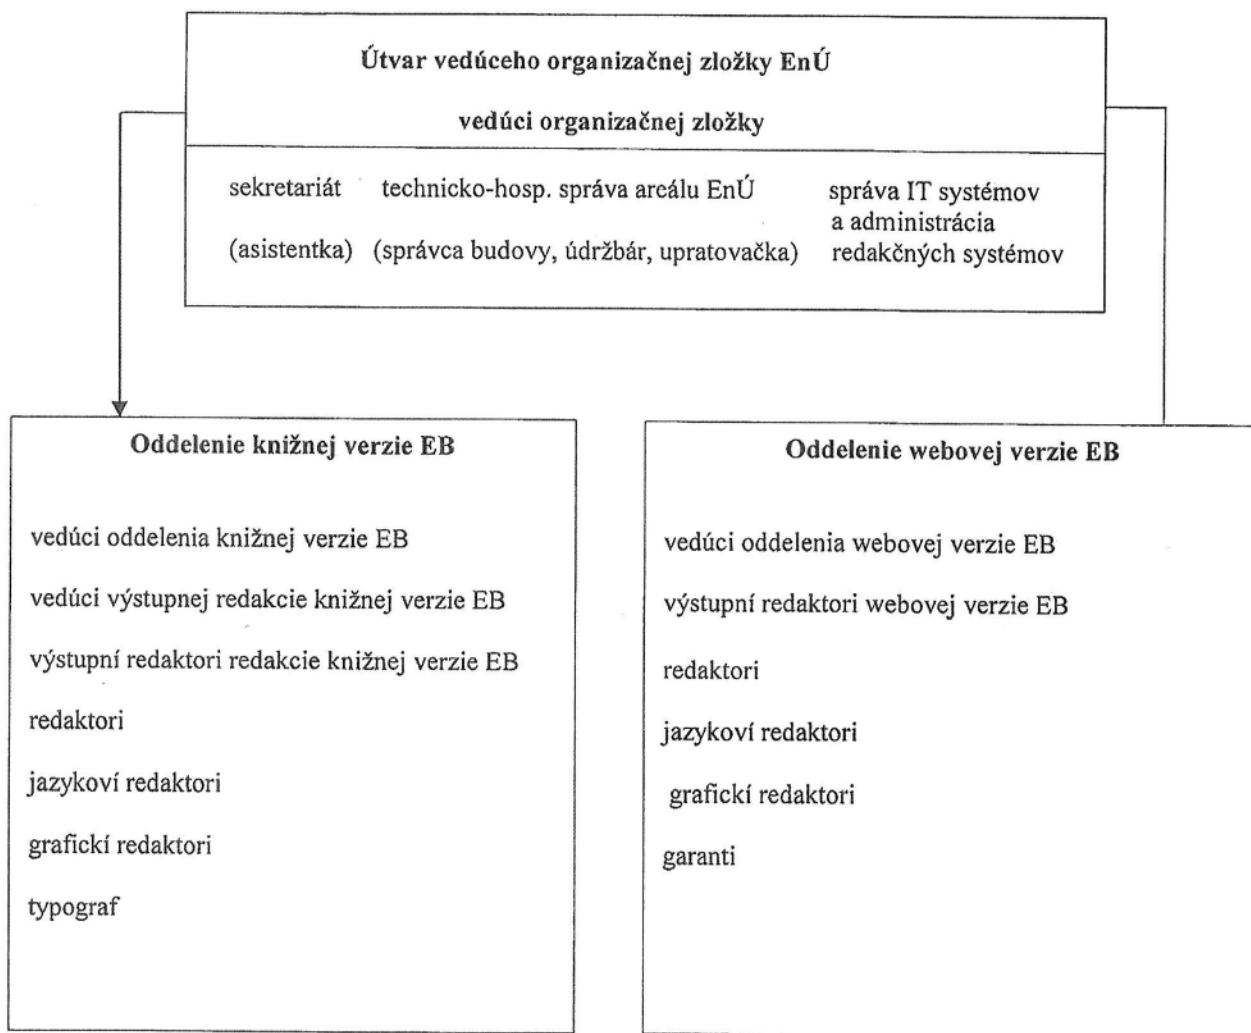 Útvar vedúceho organizačnej zložky EnÚ
vedúci organizačnej zložky
sekretariát technicko-hosp. správa areálu EnÚ správa IT systémov
a administrácia
(asistentka) (správca budovy, údržbár, upratovačka) redakčných systémov
Oddelenie knižnej verzie EB
vedúci oddelenia knižnej verzie EB
vedúci výstupnej redakcie knižnej verzie EB
výstupní redaktori redakcie knižnej verzie EB
redaktori
jazykoví redaktori
grafickí redaktori
typograf
Oddelenie webovej verzie EB
vedúci oddelenia webovej verzie EB
výstupní redaktori webovej verzie EB
redaktori
jazykoví redaktori
grafickí redaktori
garanti